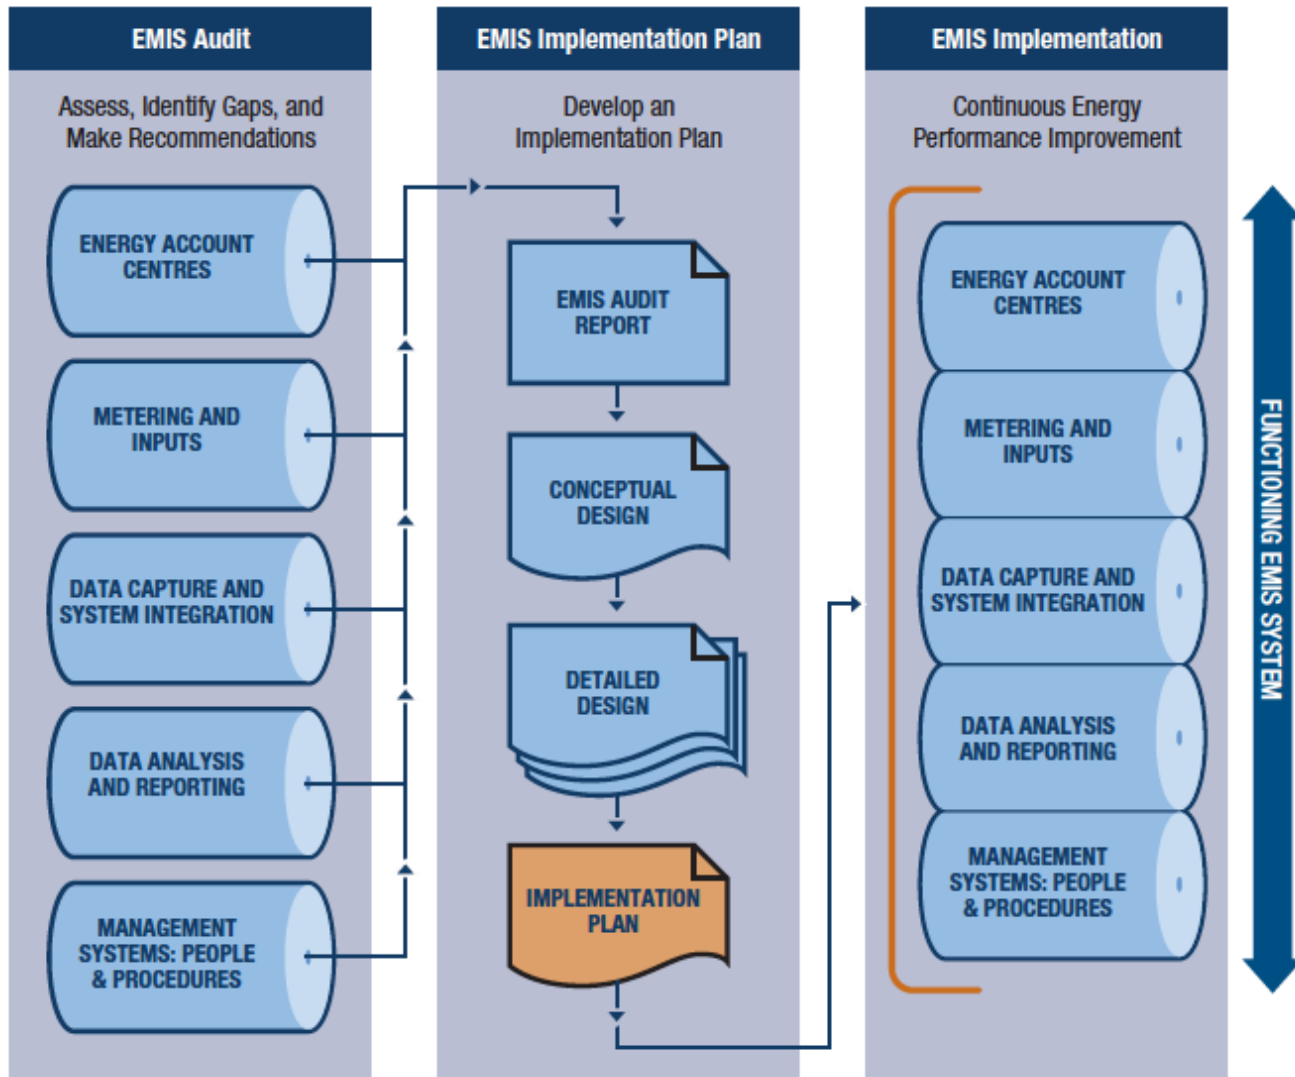 EMIS Audit
Assess, Identify Gaps, and
Make Recommendations
ENERGY ACCOUNT
CENTRES
METERING AND
INPUTS
DATA CAPTURE AND
SYSTEM INTEGRATION
DATA ANALYSIS
AND REPORTING
MANAGEMENT
SYSTEMS: PEOPLE
& PROCEDURES
EMIS Implementation Plan
Develop an
Implementation Plan
EMIS AUDIT
REPORT
CONCEPTUAL
DESIGN
DETAILED
DESIGN
IMPLEMENTATION
PLAN
EMIS Implementation
Continuous Energy
Performance Improvement
ENERGY ACCOUNT
CENTRES
METERING AND
INPUTS
DATA CAPTURE AND
SYSTEM INTEGRATION
DATA ANALYSIS
AND REPORTING
MANAGEMENT
SYSTEMS: PEOPLE
& PROCEDURES
FUNCTIONING EMIS SYSTEM